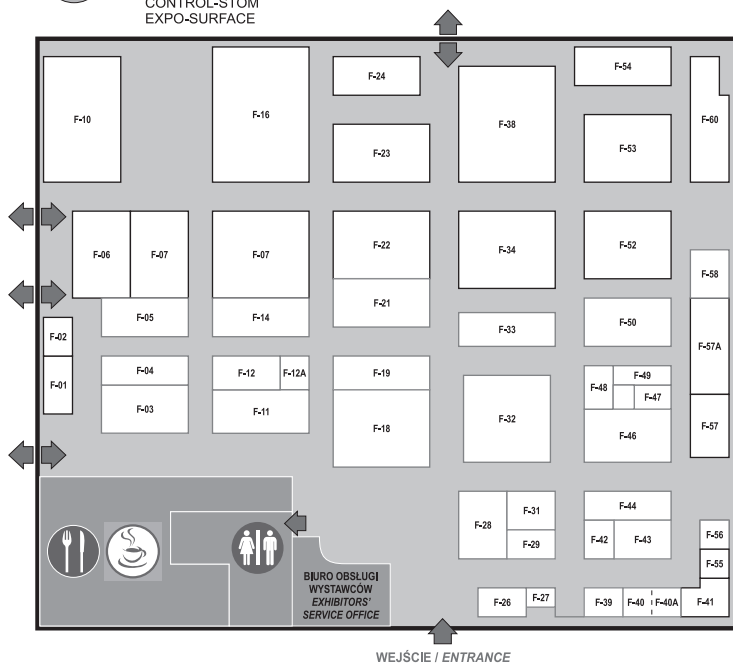 CONTROL-STOM
EXPO-SURFACE
F-10
F-16
F-24
F-23
F-38
F-54
F-53
F-60
F-06
F-07
F-07
F-22
F-34
F-52
F-58
F-21
F-05
F-14
F-33
F-50
F-02
F-57A
F-01
F-04
F-12
F-12A
F-19
F-48
F-49
F-47
F-03
F-11
F-18
F-32
F-46
F-57
F-28
F-31
F-29
F-44
F-42
F-43
F-56
F-55
BIURO OBSŁUGI
WYSTAWCÓW
EXHIBITORS'
SERVICE OFFICE
F-26
F-27
F-39
F-40
F-40A
F-41
WEJŚCIE / ENTRANCE